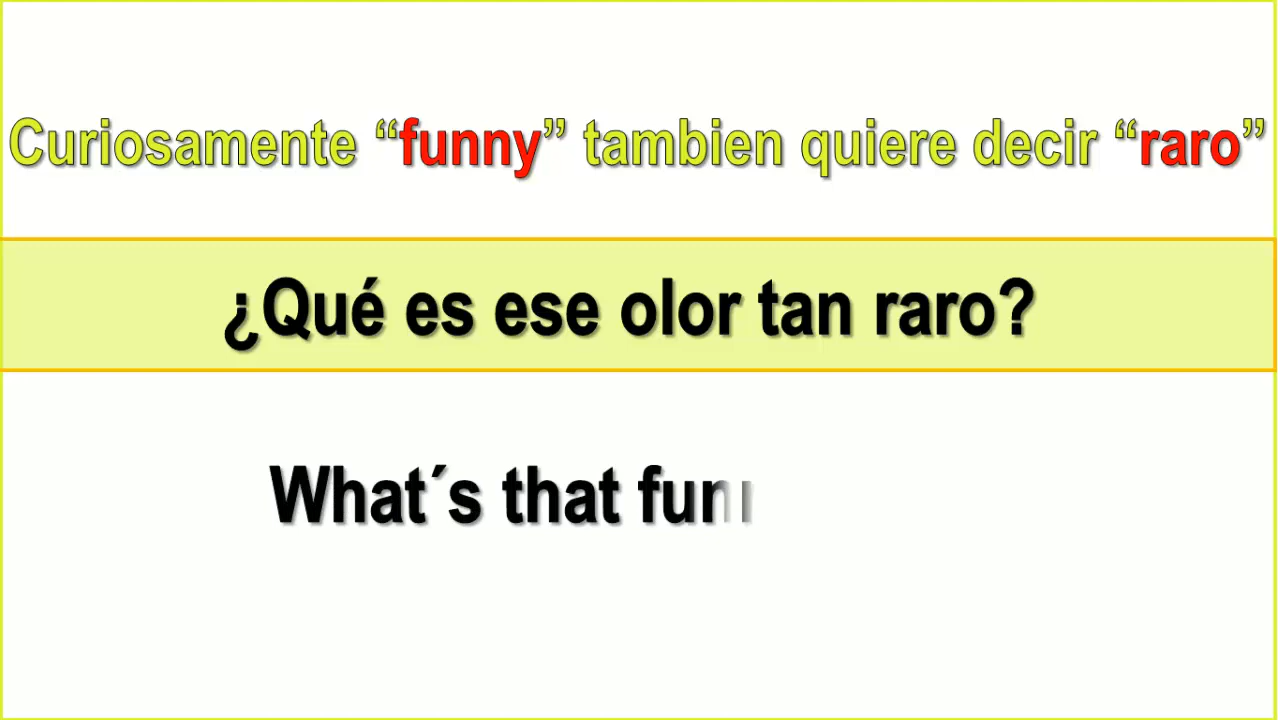 Curiosamente “funny” tambien quiere decir “raro”
¿Qué es ese olor tan raro?
What´s that